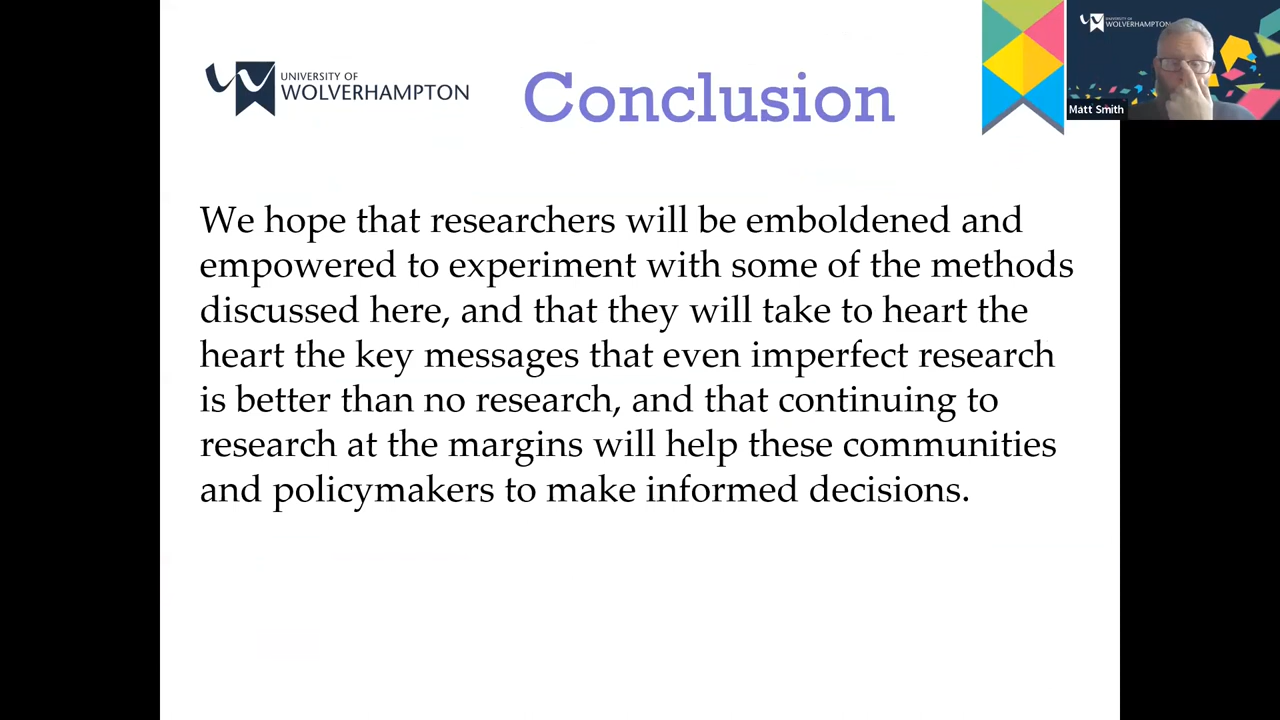 UNIVERSITY OF
WOLVERHAMPTON
Conclusion
UNIVERSITY OF
WOLVERHAMPTON
Matt Smith
We hope that researchers will be emboldened and
empowered to experiment with some of the methods
discussed here, and that they will take to heart the
heart the key messages that even imperfect research
is better than no research, and that continuing to
research at the margins will help these communities
and policymakers to make informed decisions.